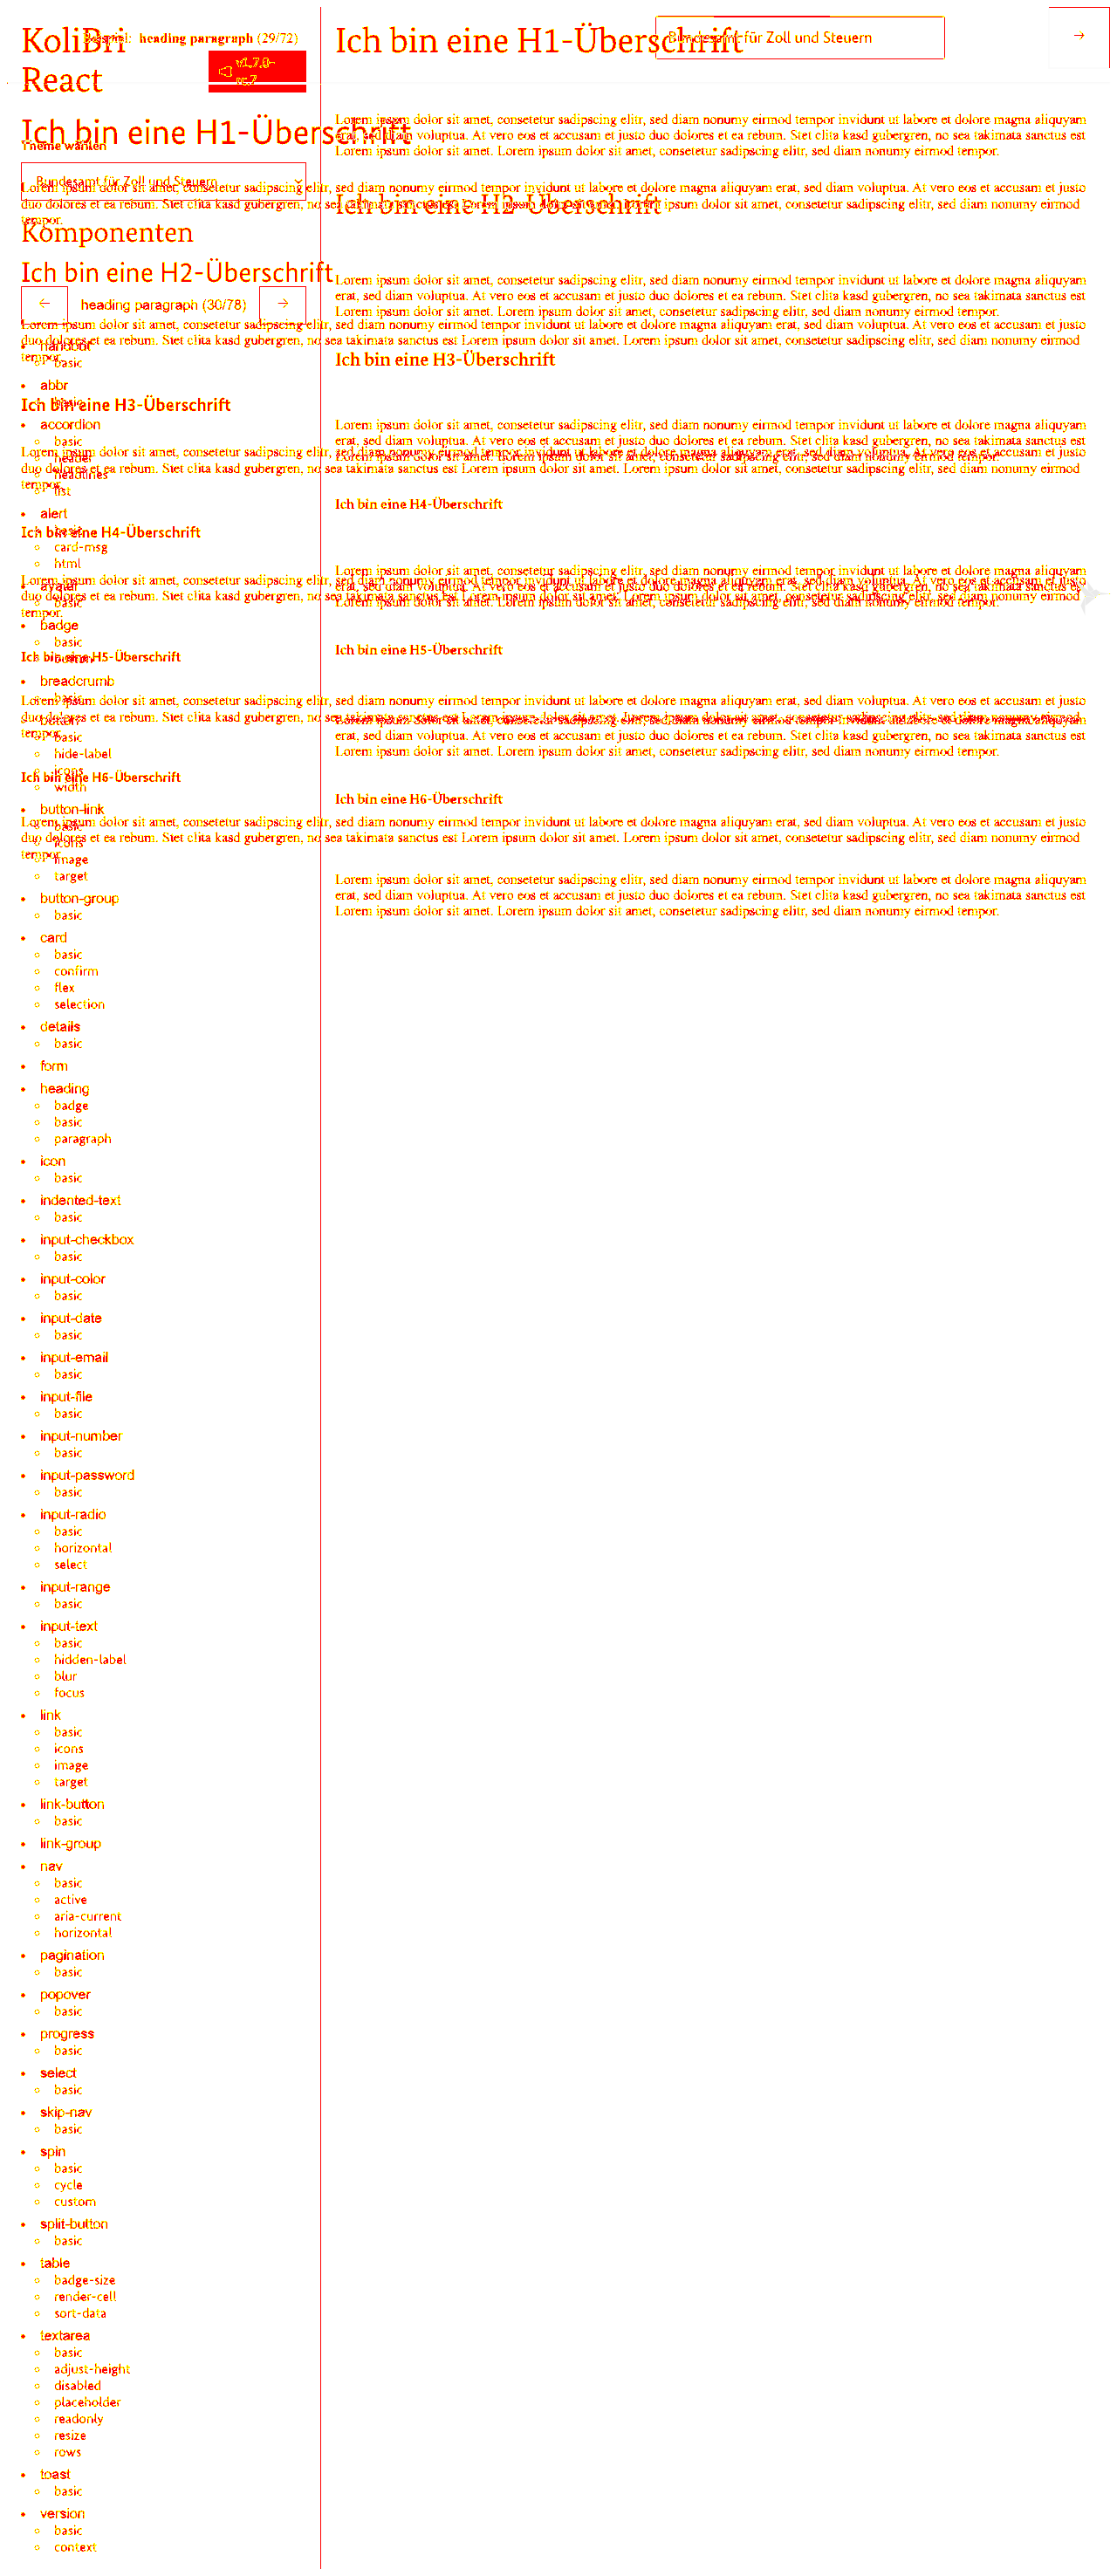 KoliBri
React
Beispiel: heading paragraph (29/72)
v1.7.0-
rc.2
Ich bin eine H1-Überschrift
Bundesamt für Zoll und Steuern
→
Ich bin eine H1-Überschrift
Theme wählen
Bundesamt für Zoll und Steuern
Lorem ipsum dolor sit amet, consetetur sadipscing elitr, sed diam nonumy eirmod tempor invidunt ut labore et dolore magna aliquyam erat, sed diam voluptua. At vero eos et accusam et justo
duo dolores et ea rebum. Stet clita kasd gubergren, no sea takimata sanctus est Lorem ipsum dolor sit amet. Lorem ipsum dolor sit amet, consetetur sadipscing elitr, sed diam nonumy eirmod
tempor.
Komponenten
Ich bin eine H2-Überschrift
← heading paragraph (30/78) →
Lorem ipsum dolor sit amet, consetetur sadipscing elitr, sed diam nonumy eirmod tempor invidunt ut labore et dolore magna aliquyam erat, sed diam voluptua. At vero eos et accusam et justo
duo dolores et ea rebum. Stet clita kasd gubergren, no sea takimata sanctus est Lorem ipsum dolor sit amet. Lorem ipsum dolor sit amet, consetetur sadipscing elitr, sed diam nonumy eirmod
tempor.
handout
basic
abbr
basic
Ich bin eine H3-Überschrift
accordion
basic
Lorem ipsum dolor sit amet, consetetur sadipscing elitr, sed diam nonumy eirmod tempor invidunt ut labore et dolore magna aliquyam erat, sed diam voluptua. At vero eos et accusam et justo
header
duo dolores et ea rebum. Stet clita kasd gubergren, no sea takimata sanctus est Lorem ipsum dolor sit amet. Lorem ipsum dolor sit amet, consetetur sadipscing elitr, sed diam nonumy eirmod
headlines
tempor.
list
alert
basic
Ich bin eine H4-Überschrift
card-msg
html
Lorem ipsum dolor sit amet, consetetur sadipscing elitr, sed diam nonumy eirmod tempor invidunt ut labore et dolore magna aliquyam erat, sed diam voluptua. At vero eos et accusam et justo
avatar
duo dolores et ea rebum. Stet clita kasd gubergren, no sea takimata sanctus est Lorem ipsum dolor sit amet. Lorem ipsum dolor sit amet, consetetur sadipscing elitr, sed diam nonumy eirmod
basic
tempor.
badge
basic
Ich bin eine H5-Überschrift
button
breadcrumb
basic
Lorem ipsum dolor sit amet, consetetur sadipscing elitr, sed diam nonumy eirmod tempor invidunt ut labore et dolore magna aliquyam erat, sed diam voluptua. At vero eos et accusam et justo
button
duo dolores et ea rebum. Stet clita kasd gubergren, no sea takimata sanctus est Lorem ipsum dolor sit amet. Lorem ipsum dolor sit amet, consetetur sadipscing elitr, sed diam nonumy eirmod
tempor.
basic
hide-label
icons
Ich bin eine H6-Überschrift
width
button-link
basic
Lorem ipsum dolor sit amet, consetetur sadipscing elitr, sed diam nonumy eirmod tempor invidunt ut labore et dolore magna aliquyam erat, sed diam voluptua. At vero eos et accusam et justo
duo dolores et ea rebum. Stet clita kasd gubergren, no sea takimata sanctus est Lorem ipsum dolor sit amet. Lorem ipsum dolor sit amet, consetetur sadipscing elitr, sed diam nonumy eirmod
icons
tempor.
image
target
button-group
basic
card
basic
confirm
flex
selection
details
basic
form
heading
badge
basic
paragraph
icon
basic
indented-text
basic
input-checkbox
basic
input-color
basic
input-date
basic
input-email
basic
input-file
basic
input-number
basic
input-password
basic
input-radio
basic
horizontal
select
input-range
basic
input-text
basic
hidden-label
blur
focus
link
basic
icons
image
target
link-button
basic
link-group
nav
basic
active
aria-current
horizontal
pagination
basic
popover
basic
progress
basic
select
basic
skip-nav
basic
spin
basic
cycle
custom
split-button
basic
table
badge-size
render-cell
sort-data
textarea
basic
adjust-height
disabled
placeholder
readonly
resize
rows
toast
basic
version
basic
context
Lorem ipsum dolor sit amet, consetetur sadipscing elitr, sed diam nonumy eirmod tempor invidunt ut labore et dolore magna aliquyam
erat, sed diam voluptua. At vero eos et accusam et justo duo dolores et ea rebum. Stet clita kasd gubergren, no sea takimata sanctus est
Lorem ipsum dolor sit amet. Lorem ipsum dolor sit amet, consetetur sadipscing elitr, sed diam nonumy eirmod tempor.
Ich bin eine H2-Überschrift
Lorem ipsum dolor sit amet, consetetur sadipscing elitr, sed diam nonumy eirmod tempor invidunt ut labore et dolore magna aliquyam
erat, sed diam voluptua. At vero eos et accusam et justo duo dolores et ea rebum. Stet clita kasd gubergren, no sea takimata sanctus est
Lorem ipsum dolor sit amet. Lorem ipsum dolor sit amet, consetetur sadipscing elitr, sed diam nonumy eirmod tempor.
Ich bin eine H3-Überschrift
Lorem ipsum dolor sit amet, consetetur sadipscing elitr, sed diam nonumy eirmod tempor invidunt ut labore et dolore magna aliquyam
erat, sed diam voluptua. At vero eos et accusam et justo duo dolores et ea rebum. Stet clita kasd gubergren, no sea takimata sanctus est
Lorem ipsum dolor sit amet. Lorem ipsum dolor sit amet, consetetur sadipscing elitr, sed diam nonumy eirmod tempor.
Ich bin eine H4-Überschrift
Lorem ipsum dolor sit amet, consetetur sadipscing elitr, sed diam nonumy eirmod tempor invidunt ut labore et dolore magna aliquyam
erat, sed diam voluptua. At vero eos et accusam et justo duo dolores et ea rebum. Stet clita kasd gubergren, no sea takimata sanctus est
Lorem ipsum dolor sit amet. Lorem ipsum dolor sit amet, consetetur sadipscing elitr, sed diam nonumy eirmod tempor.
Ich bin eine H5-Überschrift
Lorem ipsum dolor sit amet, consetetur sadipscing elitr, sed diam nonumy eirmod tempor invidunt ut labore et dolore magna aliquyam
erat, sed diam voluptua. At vero eos et accusam et justo duo dolores et ea rebum. Stet clita kasd gubergren, no sea takimata sanctus est
Lorem ipsum dolor sit amet. Lorem ipsum dolor sit amet, consetetur sadipscing elitr, sed diam nonumy eirmod tempor.
Ich bin eine H6-Überschrift
Lorem ipsum dolor sit amet, consetetur sadipscing elitr, sed diam nonumy eirmod tempor invidunt ut labore et dolore magna aliquyam
erat, sed diam voluptua. At vero eos et accusam et justo duo dolores et ea rebum. Stet clita kasd gubergren, no sea takimata sanctus est
Lorem ipsum dolor sit amet. Lorem ipsum dolor sit amet, consetetur sadipscing elitr, sed diam nonumy eirmod tempor.